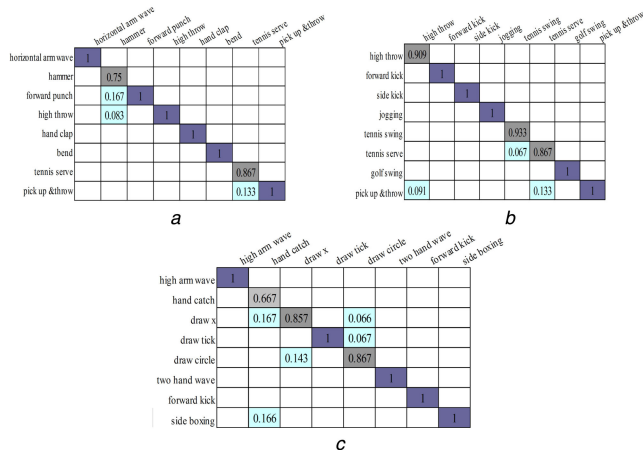 horizontal arm wave
hammer
forward punch
high throw
hand clap
bend
tennis serve
pick up &throw
horizontal arm wave 1
hammer 0.75
forward punch 0.167 1
high throw 0.083 1
hand clap 1
bend 1
tennis serve 0.867
pick up &throw 0.133 1
a
high throw
forward kick
side kick
jogging
tennis swing
tennis serve
golf swing
pick up &throw
high throw 0.909
forward kick 1
side kick 1
jogging 1
tennis swing 0.933
tennis serve 0.067 0.867
golf swing 1
pick up &throw 0.091 0.133 1
b
high arm wave
hand catch
draw x
draw tick
draw circle
two hand wave
forward kick
side boxing
high arm wave 1
hand catch 0.667
draw x 0.167 0.857 0.066
draw tick 1 0.067
draw circle 0.143 0.867
two hand wave 1
forward kick 1
side boxing 0.166 1
c